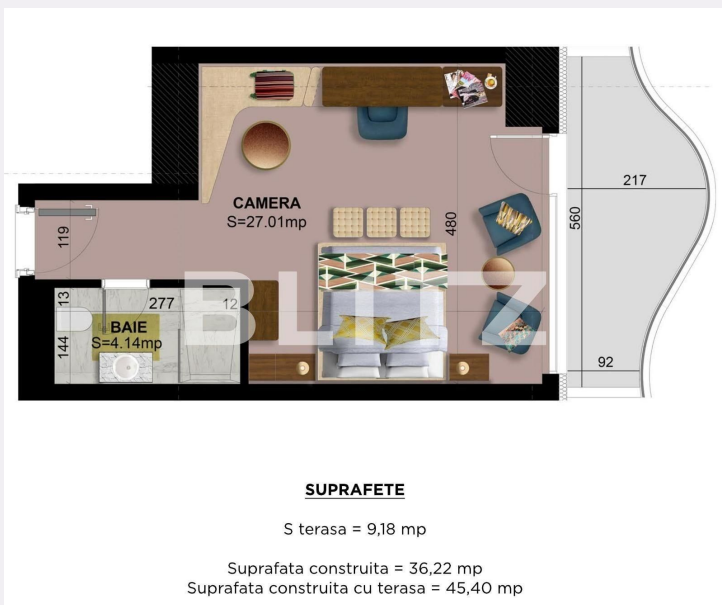 217
CAMERA
S=27.01mp
480
560
119
13
277
12
BLITZ
BAIE
S=4.14mp
144
92
SUPRAFETE
S terasa = 9,18 mp
Suprafata construita = 36,22 mp
Suprafata construita cu terasa = 45,40 mp